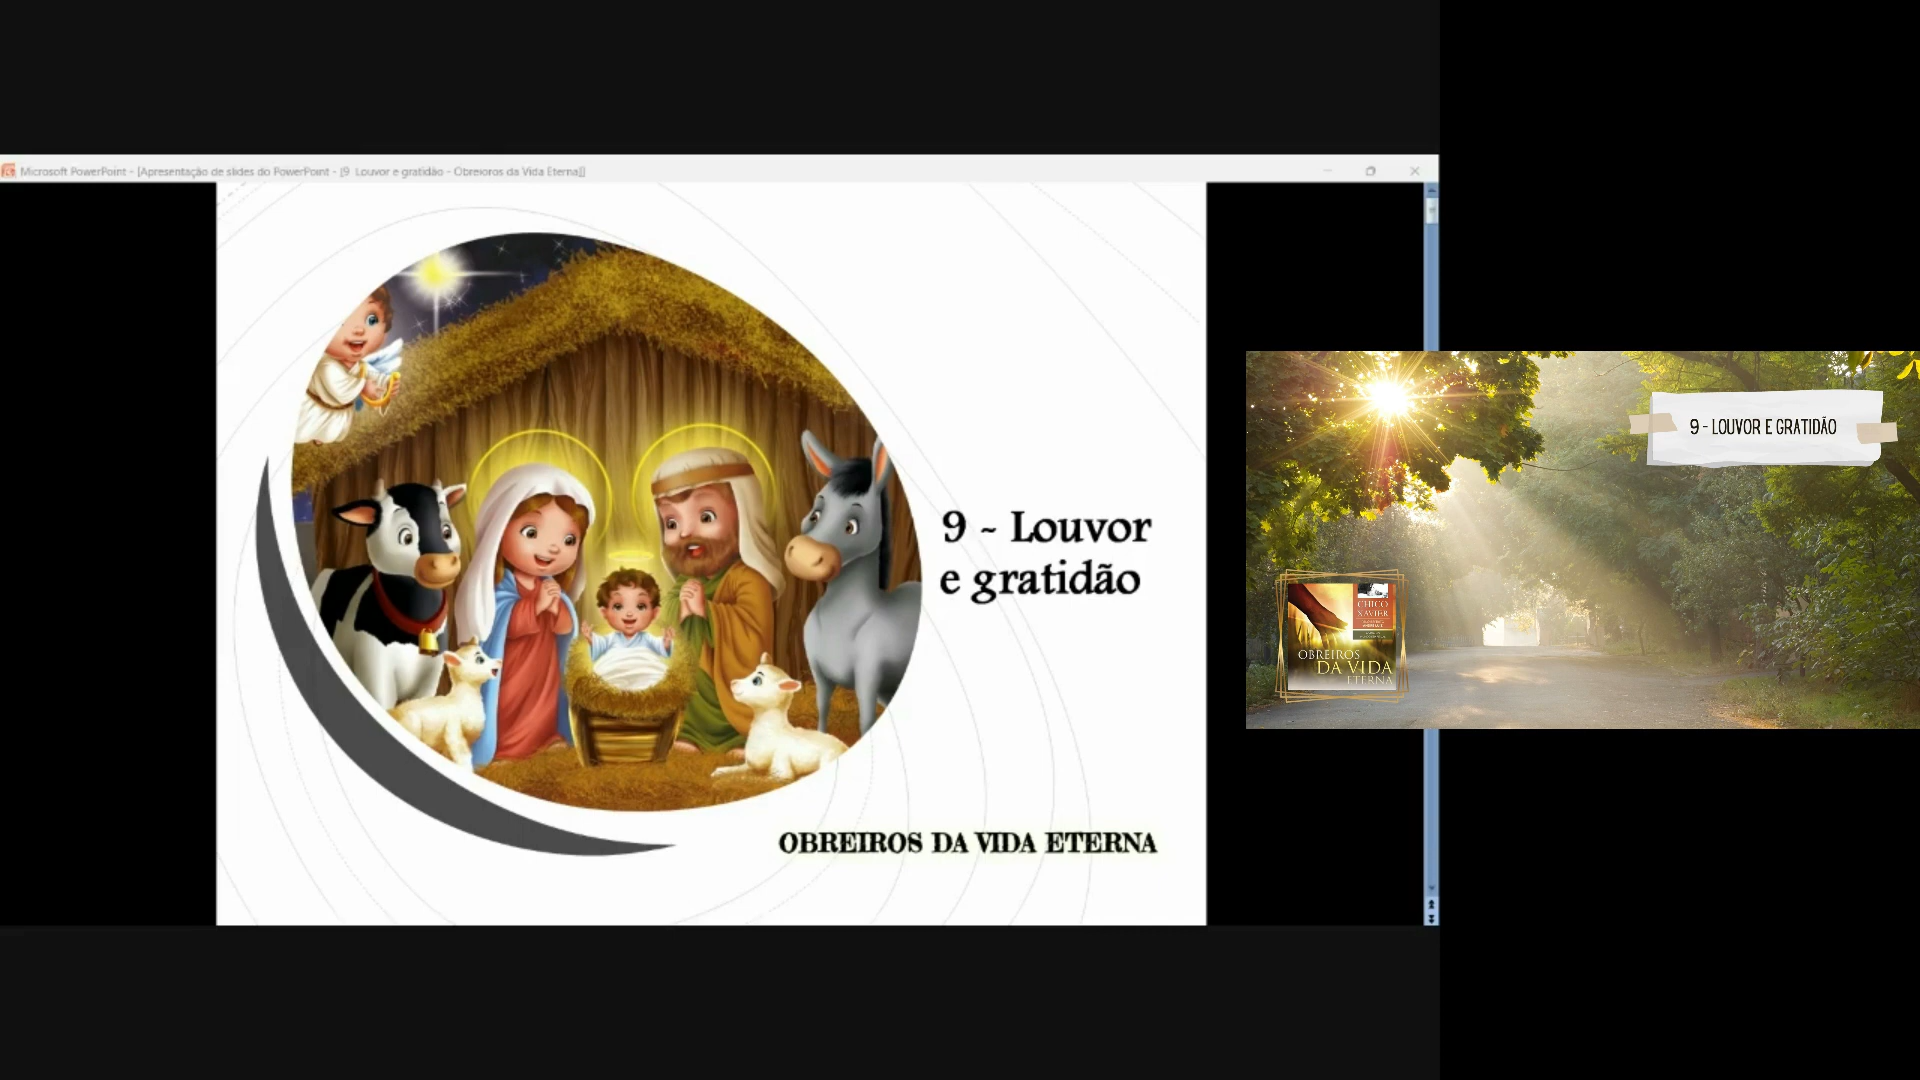 Microsoft PowerPoint - [Apresentação de slides do PowerPoint - [9 Louvor e gratidão - Obreioros da Vida Eterna]]
9 - Louvor
e gratidão
OBREIROS DA VIDA ETERNA
9 - LOUVOR E GRATIDÃO
CHICO
XAVIER
OBREIROS
DA VIDA
ETERNA